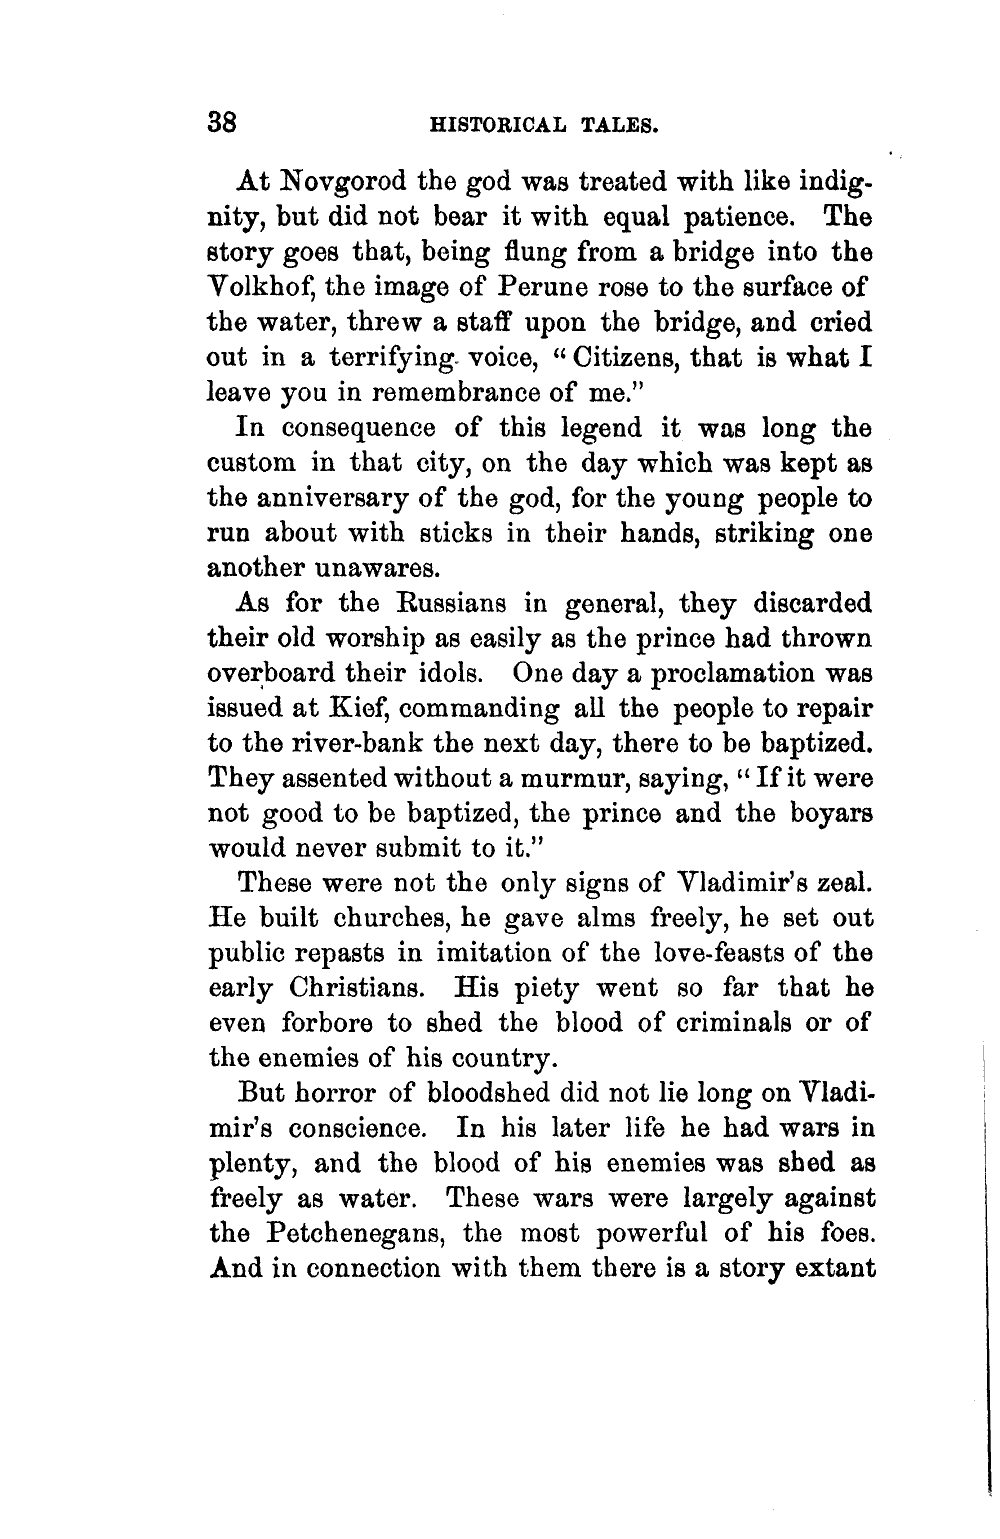 38 HISTORICAL TALES.
At Novgorod the god was treated with like indig-
nity, but did not bear it with equal patience. The
story goes that, being flung from a bridge into the
Volkhof, the image of Perune rose to the surface of
the water, threw a staff upon the bridge, and cried
out in a terrifying voice, “Citizens, that is what I
leave you in remembrance of me.”
In consequence of this legend it was long the
custom in that city, on the day which was kept as
the anniversary of the god, for the young people to
run about with sticks in their hands, striking one
another unawares.
As for the Russians in general, they discarded
their old worship as easily as the prince had thrown
overboard their idols. One day a proclamation was
issued at Kief, commanding all the people to repair
to the river-bank the next day, there to be baptized.
They assented without a murmur, saying, “If it were
not good to be baptized, the prince and the boyars
would never submit to it.”
These were not the only signs of Vladimir’s zeal.
He built churches, he gave alms freely, he set out
public repasts in imitation of the love-feasts of the
early Christians. His piety went so far that he
even forbore to shed the blood of criminals or of
the enemies of his country.
But horror of bloodshed did not lie long on Vladi-
mir’s conscience. In his later life he had wars in
plenty, and the blood of his enemies was shed as
freely as water. These wars were largely against
the Petchenegans, the most powerful of his foes.
And in connection with them there is a story extant